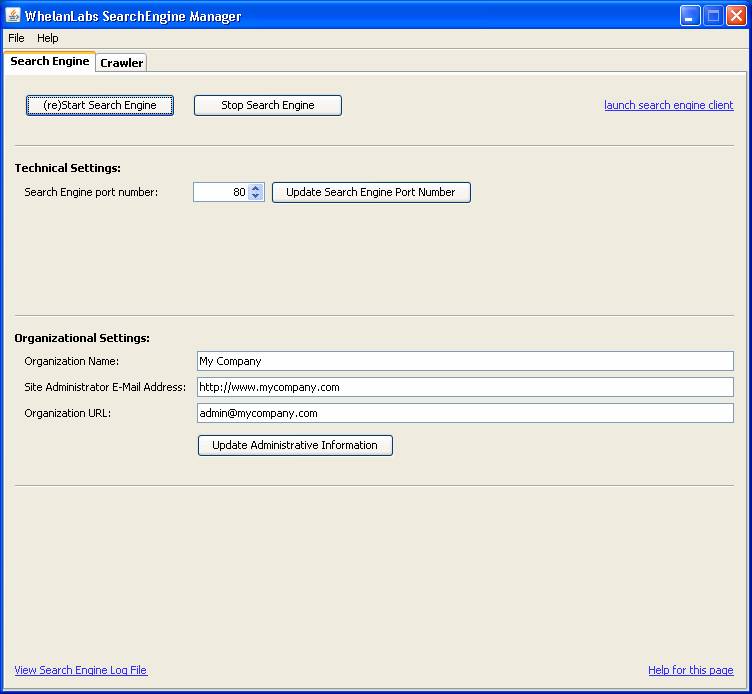 WhelanLabs SearchEngine Manager
File Help
Search Engine Crawler
(re)Start Search Engine Stop Search Engine launch search engine client
Technical Settings:
Search Engine port number: 80 Update Search Engine Port Number
Organizational Settings:
Organization Name: My Company
Site Administrator E-Mail Address: http://www.mycompany.com
Organization URL: admin@mycompany.com
Update Administrative Information
View Search Engine Log File Help for this page